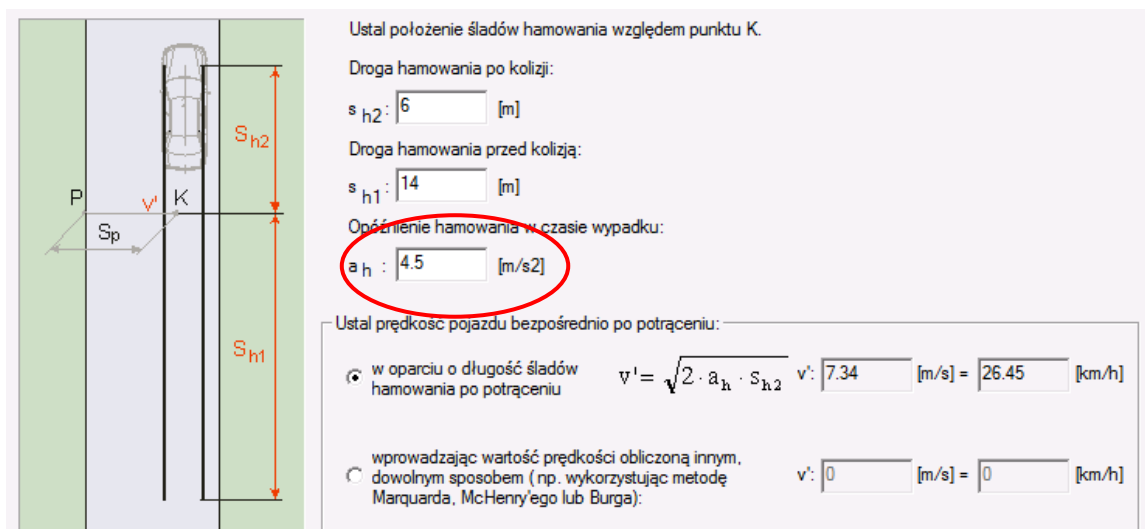 Ustal położenie śladów hamowania względem punktu K.
Droga hamowania po kolizji:
s h2 : 6 [m]
Droga hamowania przed kolizją:
s h1 : 14 [m]
Opóźnienie hamowania w czasie wypadku:
a h : 4.5 [m/s2]
Ustal prędkość pojazdu bezpośrednio po potrąceniu:
w oparciu o długość śladów
hamowania po potrąceniu
v'= √2 · a h · s h2
v': 7.34 [m/s] = 26.45 [km/h]
wprowadzając wartość prędkości obliczoną innym,
dowolnym sposobem ( np. wykorzystując metodę
Marquarda, McHenry'ego lub Burga):
v': 0 [m/s] = 0 [km/h]
S h2
P v' K
Sp
S h1